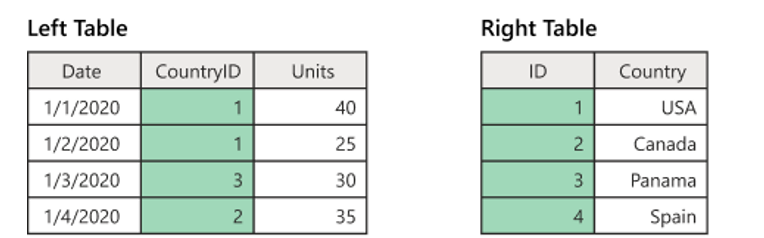 Left Table
Right Table
Date CountryID Units
ID Country
1/1/2020 1 40
1 USA
1/2/2020 1 25
2 Canada
1/3/2020 3 30
3 Panama
1/4/2020 2 35
4 Spain